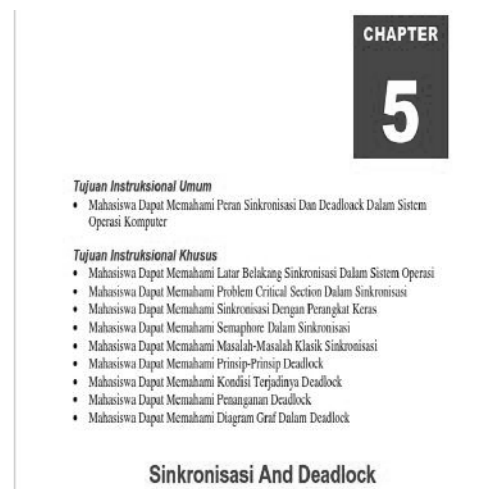 CHAPTER
5
Tujuan Instruksional Umum
• Mahasiswa Dapat Memahami Peran Sinkronisasi Dan Deadloack Dalam Sistem
Operasi Komputer
Tujuan Instruksional Khusus
• Mahasiswa Dapat Memahami Latar Belakang Sinkronisasi Dalam Sistem Operasi
• Mahasiswa Dapat Memahami Problem Critical Section Dalam Sinkronisasi
• Mahasiswa Dapat Memahami Sinkronisasi Dengan Perangkat Keras
• Mahasiswa Dapat Memahami Semaphore Dalam Sinkronisasi
• Mahasiswa Dapat Memahami Masalah-Masalah Klasik Sinkronisasi
• Mahasiswa Dapat Memahami Prinsip-Prinsip Deadlock
• Mahasiswa Dapat Memahami Kondisi Terjadinya Deadlock
• Mahasiswa Dapat Memahami Penanganan Deadlock
• Mahasiswa Dapat Memahami Diagram Graf Dalam Deadlock
Sinkronisasi And Deadlock